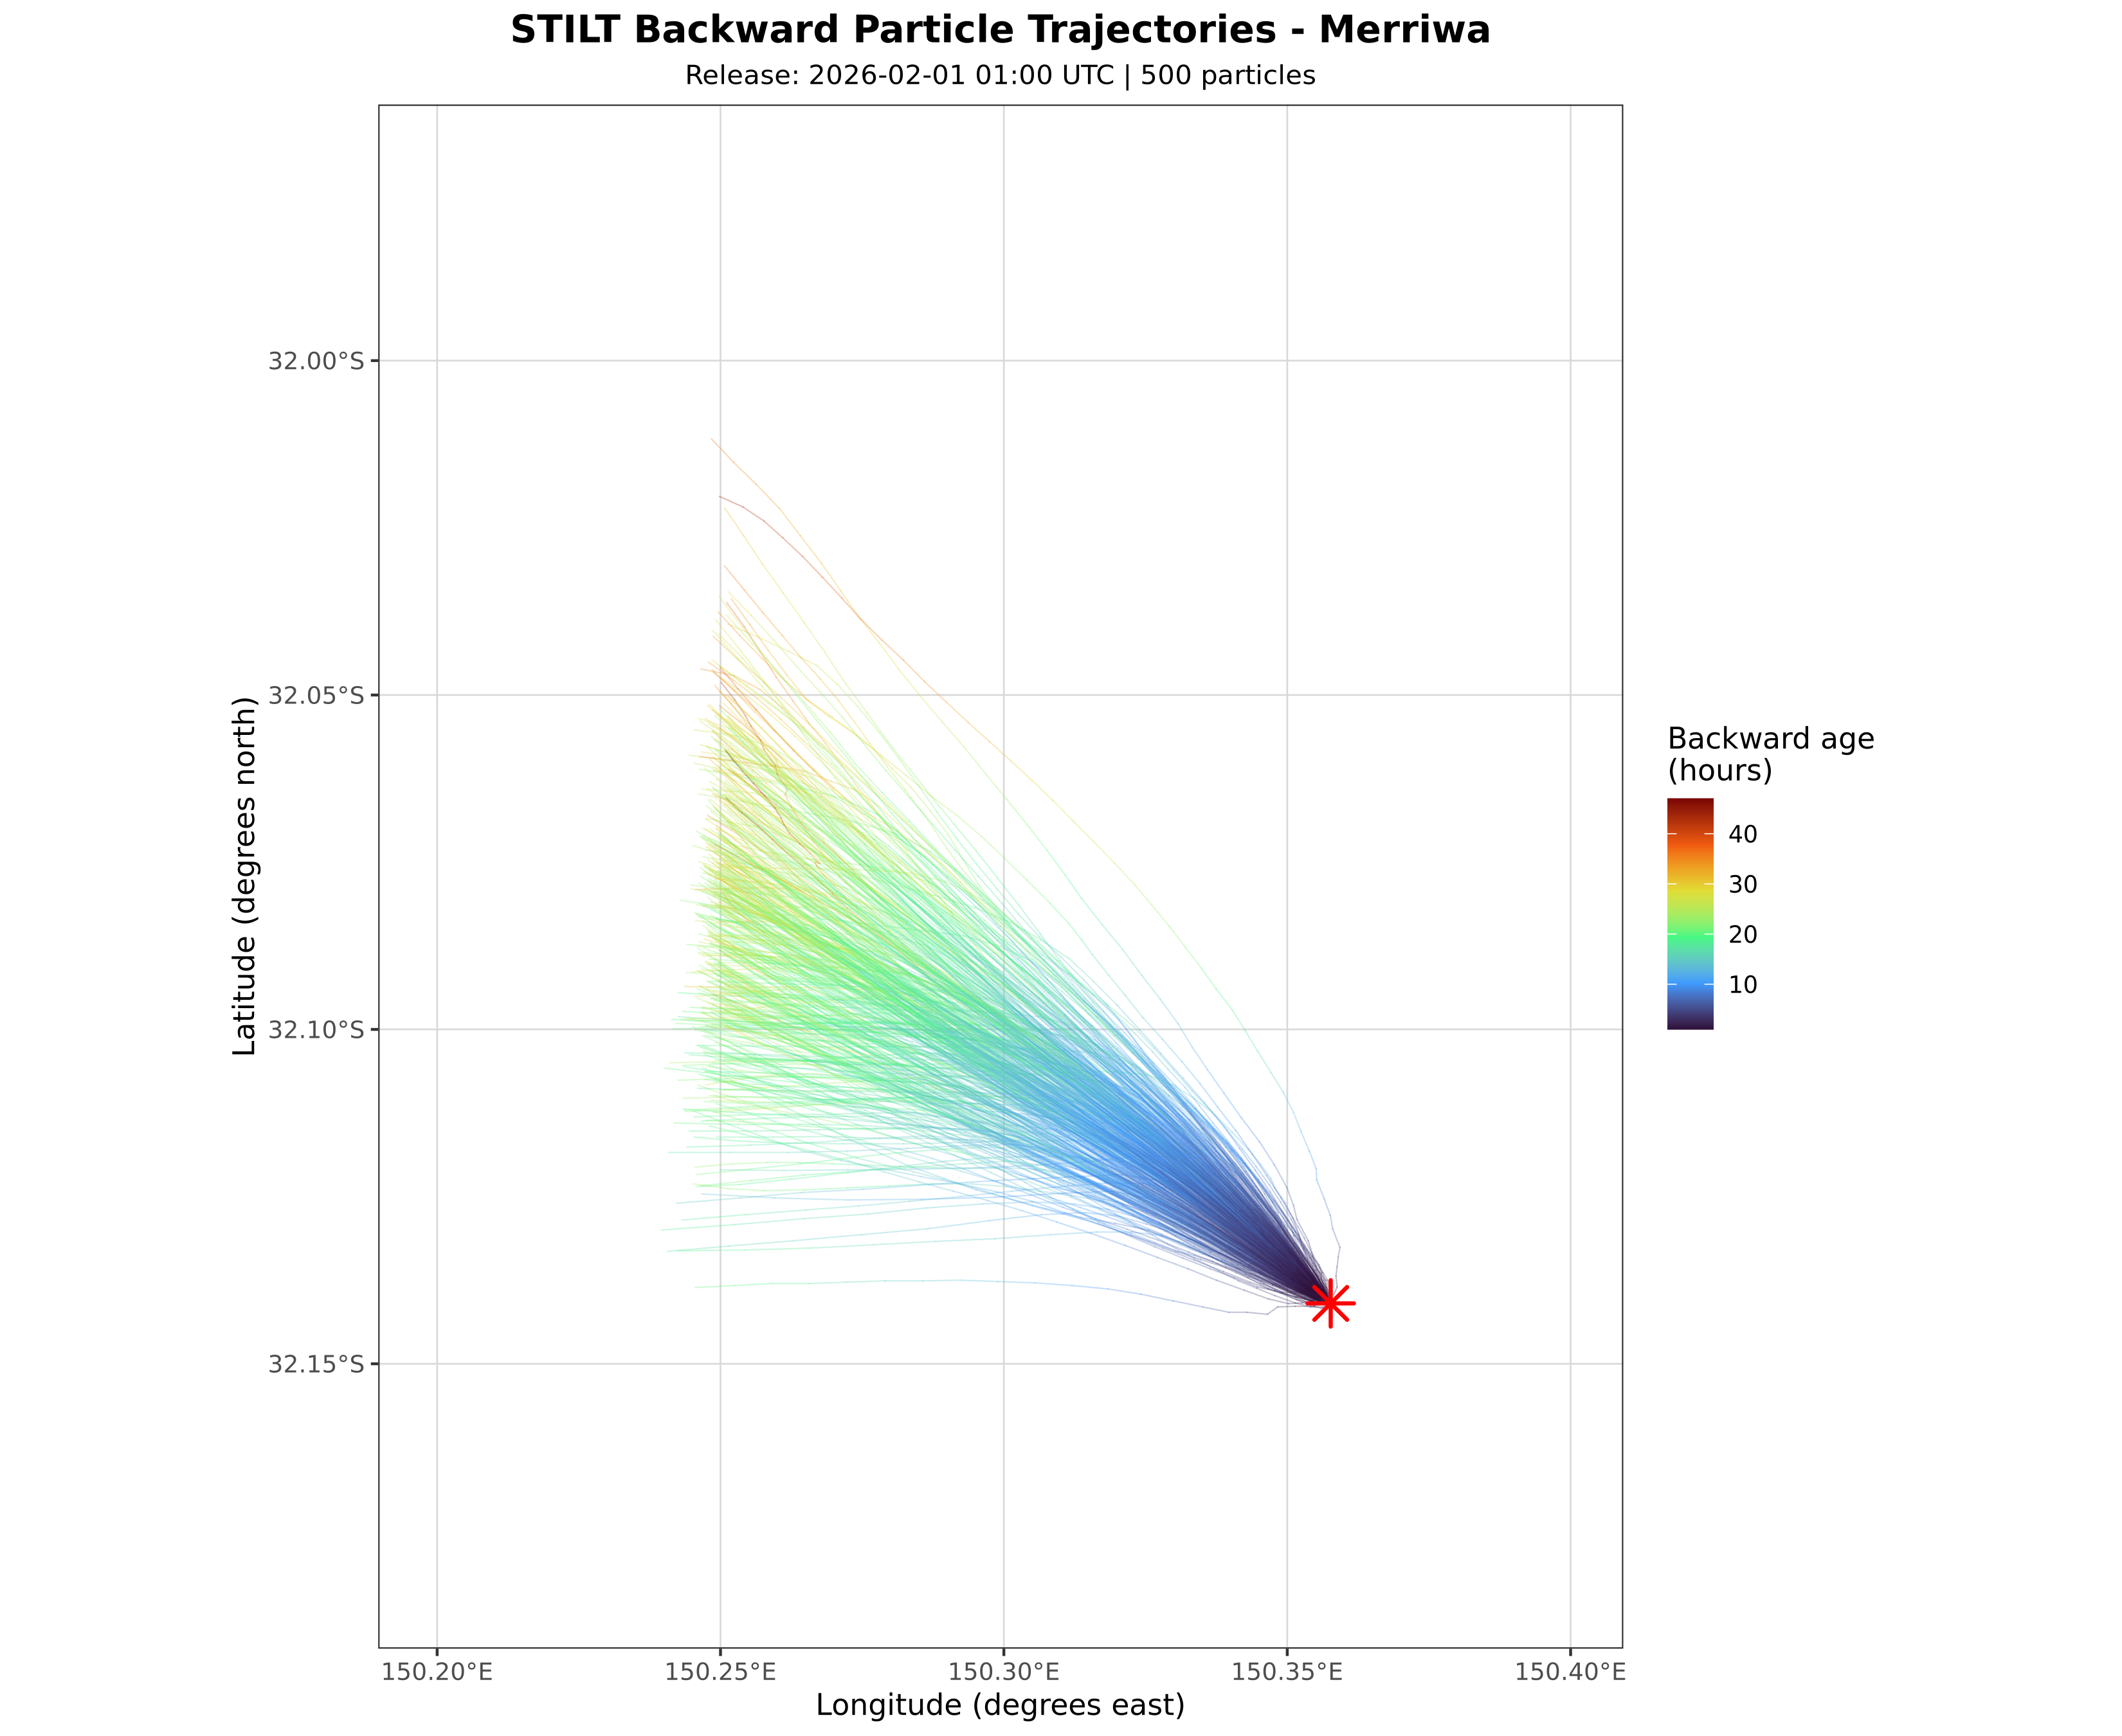 STILT Backward Particle Trajectories - Merriwa
Release: 2026-02-01 01:00 UTC | 500 particles
Latitude (degrees north)
32.00°S
32.05°S
32.10°S
32.15°S
150.20°E
150.25°E
150.30°E
150.35°E
150.40°E
Longitude (degrees east)
Backward age
(hours)
40
30
20
10